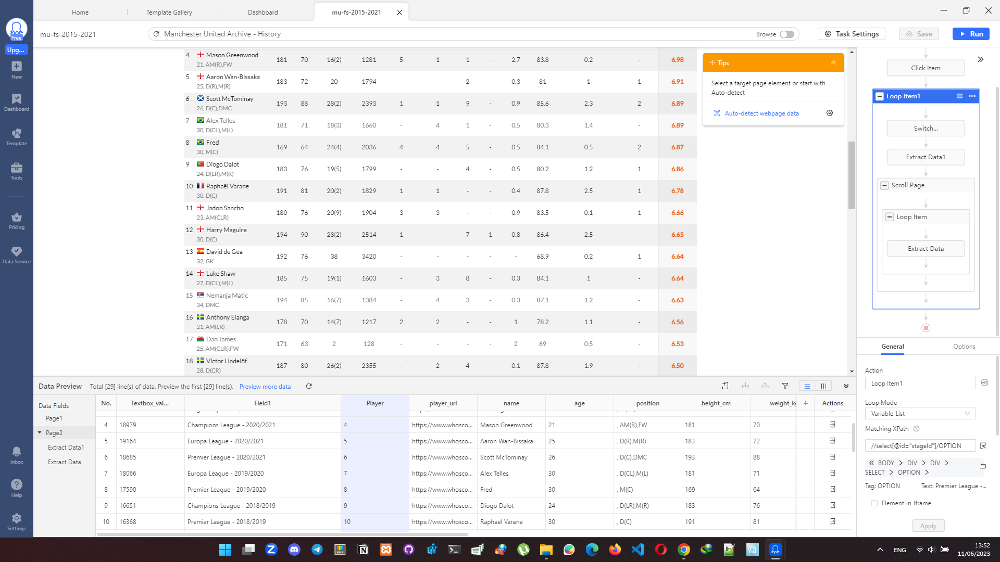 Home
Template Gallery
Dashboard
mu-fs-2015-2021
Free
Upg...
New
Dashboard
Template
Tools
Pricing
Data Service
Inbox
Help
Settings
mu-fs-2015-2021
Manchester United Archive - History
Browse
Task Settings
Save
Run
4 Mason Greenwood 181 70 16(2) 1281 5 1 1 - 2.7 83.8 0.2 - 6.98
21, AM(R),FW
5 Aaron Wan-Bissaka 183 72 20 1794 - - 2 - 0.3 81 1 1 6.91
25, D(R),M(R)
6 Scott McTominay 193 88 28(2) 2393 1 1 9 - 0.9 85.6 2.3 2 6.89
26, D(C),DMC
7 Alex Telles 181 71 18(3) 1660 - 4 1 - 0.5 80.3 1.4 - 6.89
30, D(CL),M(L)
8 Fred 169 64 24(4) 2036 4 4 5 - 0.5 84.1 0.5 2 6.87
30, M(C)
9 Diogo Dalot 183 76 19(5) 1799 - - 4 - 0.5 80.2 1.2 1 6.86
24, D(LR),M(R)
10 Raphaël Varane 191 81 20(2) 1829 1 1 - - 0.4 87.8 2.5 1 6.78
30, D(C)
11 Jadon Sancho 180 76 20(9) 1904 3 3 - - 0.9 83.5 0.1 1 6.66
23, AM(CLR)
12 Harry Maguire 194 90 28(2) 2514 1 - 7 1 0.8 86.4 2.5 - 6.65
30, D(C)
13 David de Gea 192 76 38 3420 - - - - - 68.9 0.2 1 6.64
32, GK
14 Luke Shaw 185 75 19(1) 1603 - 3 8 - 0.3 84.1 1 - 6.64
27, D(CL),M(L)
15 Nemanja Matic 194 85 16(7) 1384 - 4 3 - 0.3 87.1 1.2 - 6.63
34, DMC
16 Anthony Elanga 178 70 14(7) 1217 2 2 - - 1 78.2 1.1 - 6.56
21, AM(LR)
17 Dan James 171 63 2 128 - - - - 2 69 0.5 - 6.53
25, AM(CLR),FW
18 Victor Lindelöf 187 80 26(2) 2355 - 2 4 - 0.1 87.8 1.9 - 6.50
28, D(CR)
Tips
Select a target page element or start with
Auto-detect
Auto-detect webpage data
Click Item
Loop Item1
Switch...
Extract Data1
Scroll Page
Loop Item
Extract Data
General Options
Action
Loop Item1
API
Loop Mode
Variable List
Matching XPath
//select[@id="stageId"]/OPTION
BODY > DIV > DIV >
SELECT > OPTION >
Tag: OPTION Text: Premier League -...
Element in Iframe
Apply
Data Preview Total [29] line(s) of data. Preview the first [29] line(s). Preview more data
Data Fields
Page1
Page2
Extract Data1
Extract Data
No. Textbox_val... Field1 Player player_url name age position height_cm weight_kg + Actions
4 18979 Champions League - 2020/2021 4 https://www.whosco... Mason Greenwood 21 , AM(R),FW 181 70
5 19164 Europa League - 2020/2021 5 https://www.whosco... Aaron Wan-Bissaka 25 , D(R),M(R) 183 72
6 18685 Premier League - 2020/2021 6 https://www.whosco... Scott McTominay 26 , D(C),DMC 193 88
7 18066 Europa League - 2019/2020 7 https://www.whosco... Alex Telles 30 , D(CL),M(L) 181 71
8 17590 Premier League - 2019/2020 8 https://www.whosco... Fred 30 , M(C) 169 64
9 16651 Champions League - 2018/2019 9 https://www.whosco... Diogo Dalot 24 , D(LR),M(R) 183 76
10 16368 Premier League - 2018/2019 10 https://www.whosco... Raphaël Varane 30 , D(C) 191 81
ENG
13:52
11/06/2023